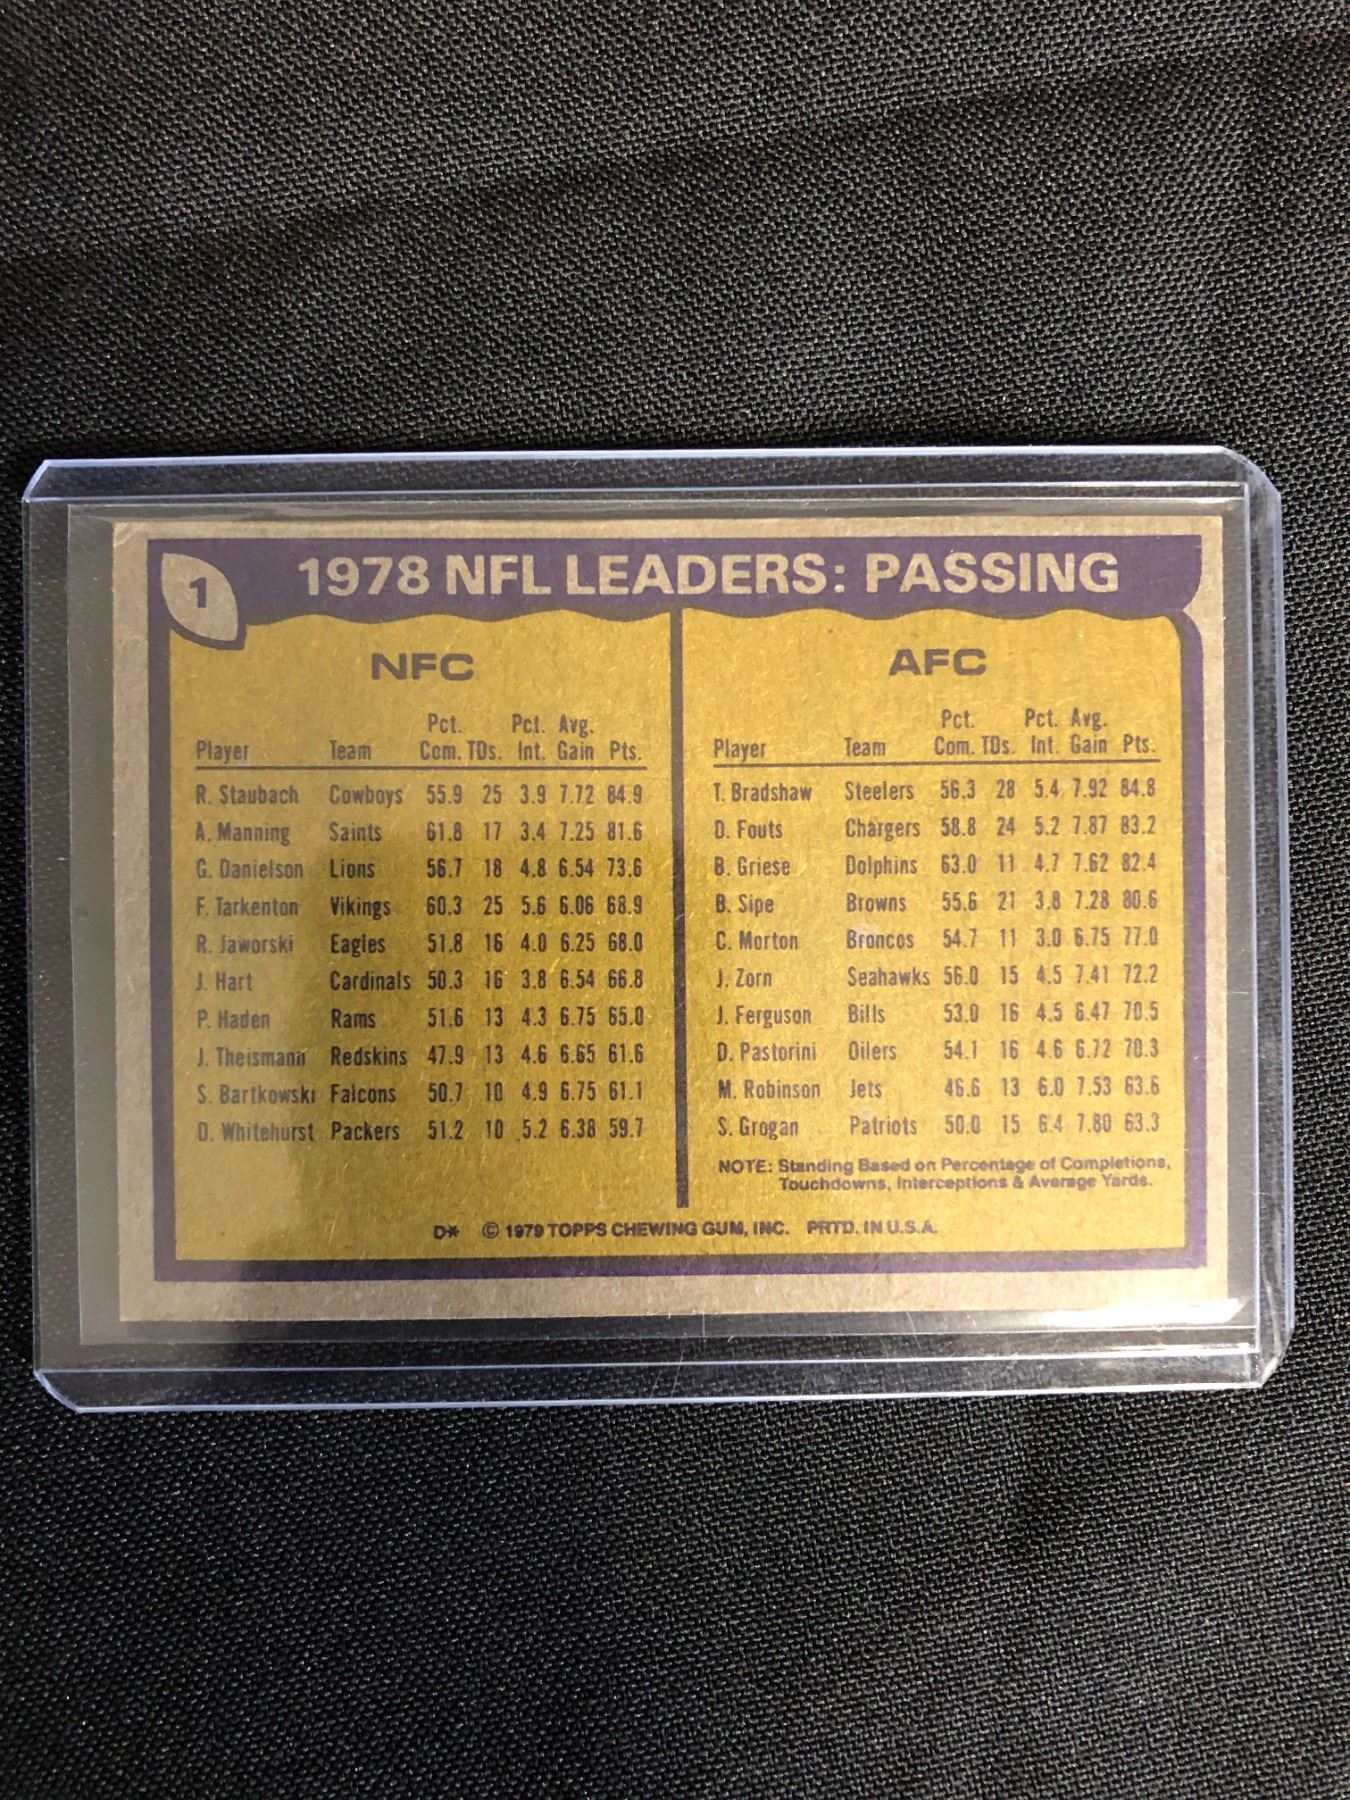 1
1978 NFL LEADERS: PASSING
NFC
Pct. Pct. Avg.
Player Team Com. TDs. Int. Gain Pts.
R. Staubach Cowboys 55.9 25 3.9 7.72 84.9
A. Manning Saints 61.8 17 3.4 7.25 81.6
G. Danielson Lions 56.7 18 4.8 6.54 73.6
F. Tarkenton Vikings 60.3 25 5.6 6.06 68.9
R. Jaworski Eagles 51.8 16 4.0 6.25 68.0
J. Hart Cardinals 50.3 16 3.8 6.54 66.8
P. Haden Rams 51.6 13 4.3 6.75 65.0
J. Theismann Redskins 47.9 13 4.6 6.65 61.6
S. Bartkowski Falcons 50.7 10 4.9 6.75 61.1
D. Whitehurst Packers 51.2 10 5.2 6.38 59.7
AFC
Pct. Pct. Avg.
Player Team Com. TDs. Int. Gain Pts.
T. Bradshaw Steelers 56.3 28 5.4 7.92 84.8
D. Fouts Chargers 58.8 24 5.2 7.87 83.2
B. Griese Dolphins 63.0 11 4.7 7.62 82.4
B. Sipe Browns 55.6 21 3.8 7.28 80.6
C. Morton Broncos 54.7 11 3.0 6.75 77.0
J. Zorn Seahawks 56.0 15 4.5 7.41 72.2
J. Ferguson Bills 53.0 16 4.5 6.47 70.5
D. Pastorini Oilers 54.1 16 4.6 6.72 70.3
M. Robinson Jets 46.6 13 6.0 7.53 63.6
S. Grogan Patriots 50.0 15 6.4 7.80 63.3
NOTE: Standing Based on Percentage of Completions,
Touchdowns, Interceptions & Average Yards.
D* © 1979 TOPPS CHEWING GUM, INC. PRTD. IN U.S.A.